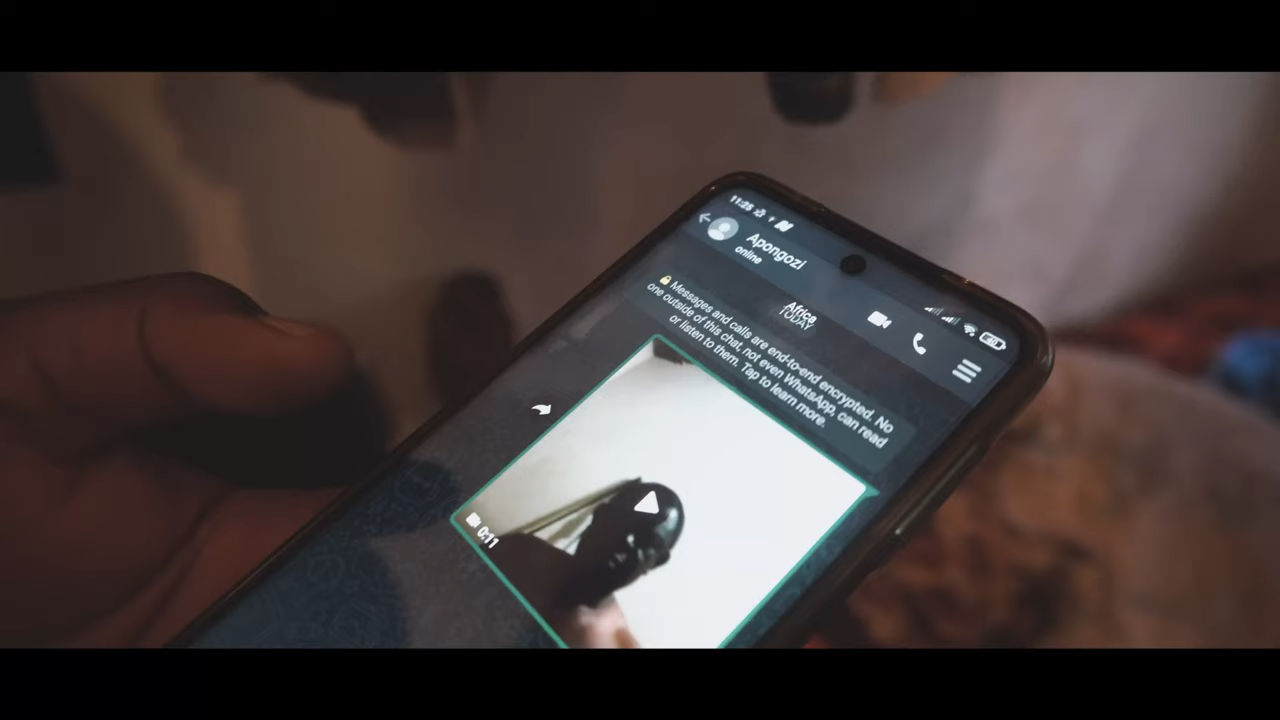 11:25
Apongozi
online
40
Africa
TODAY
🔒 Messages and calls are end-to-end encrypted. No
one outside of this chat, not even WhatsApp, can read
or listen to them. Tap to learn more.
0:11